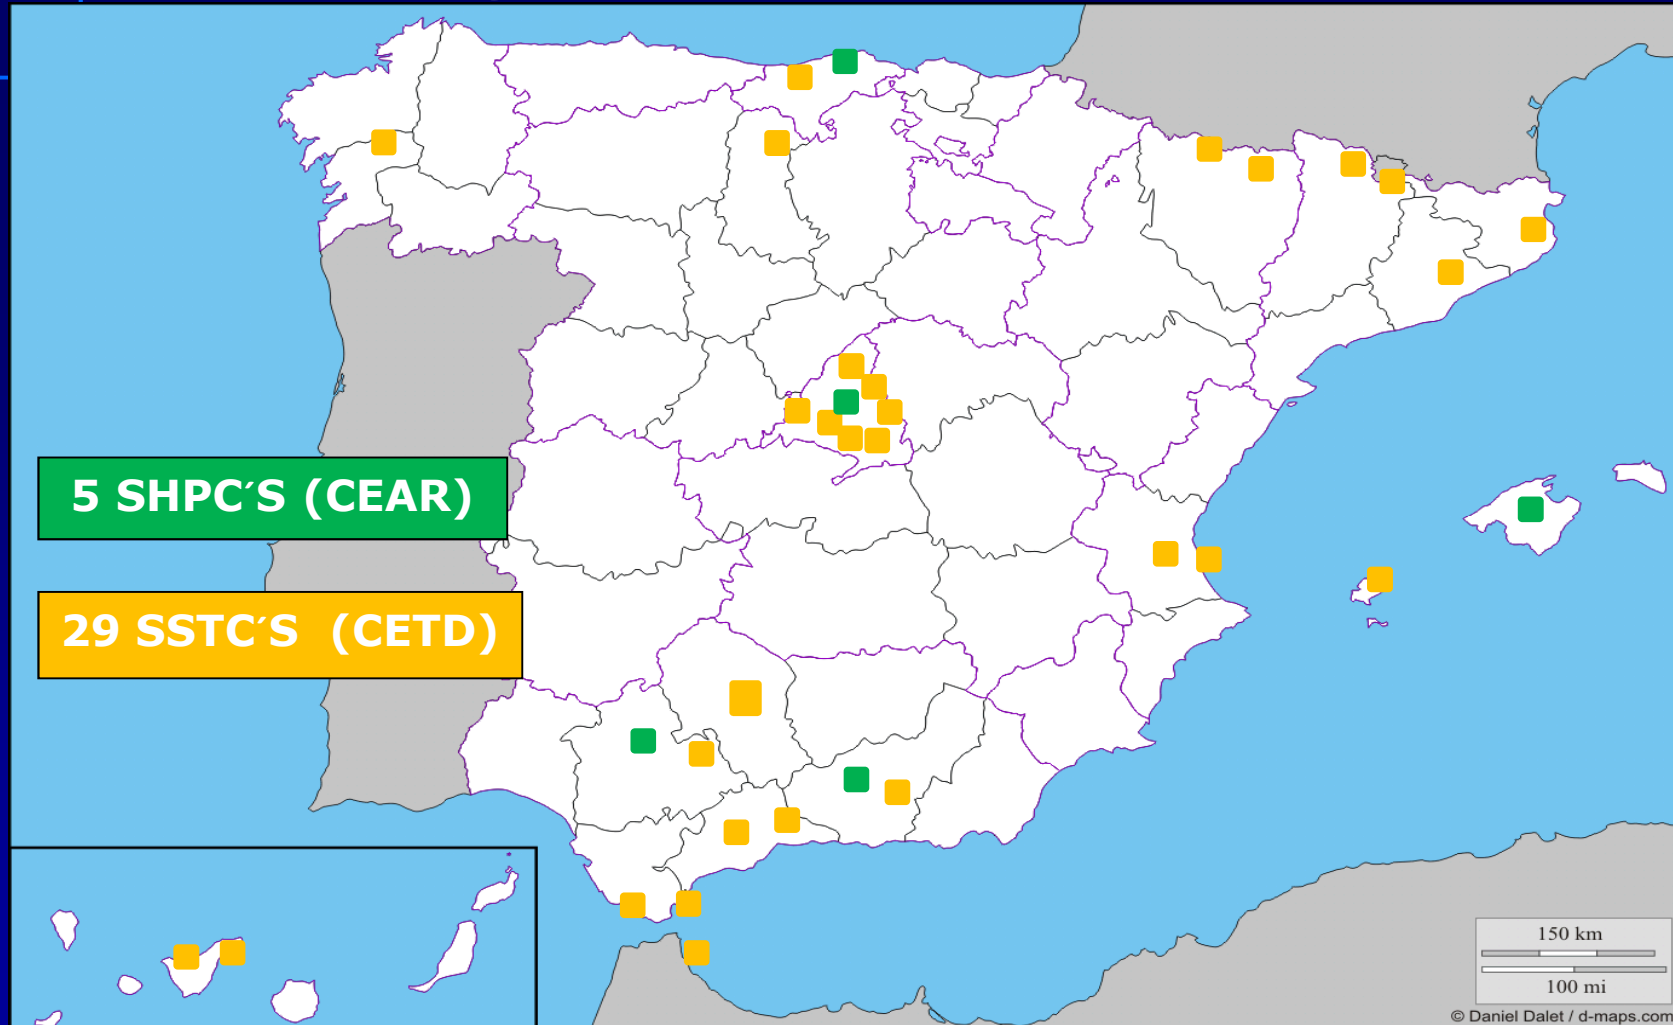 5 SHPC´S (CEAR)
29 SSTC´S (CETD)
150 km
100 mi
© Daniel Dalet / d-maps.com